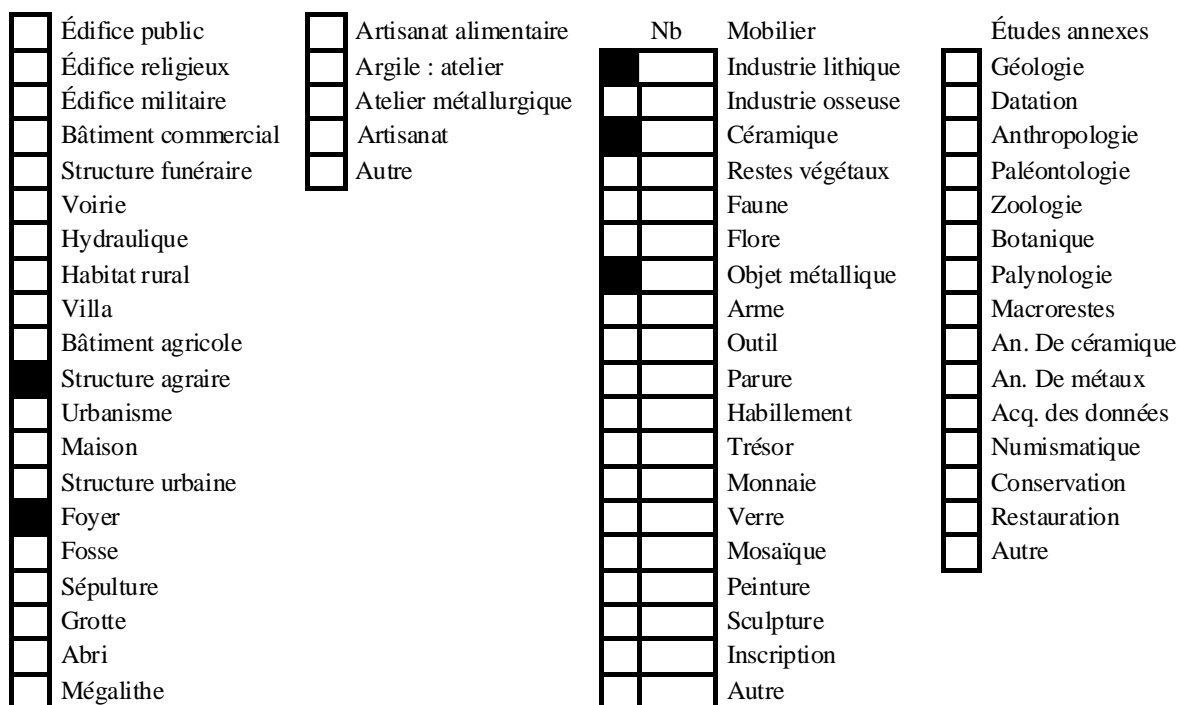 Édifice public
Édifice religieux
Édifice militaire
Bâtiment commercial
Structure funéraire
Voirie
Hydraulique
Habitat rural
Villa
Bâtiment agricole
Structure agraire
Urbanisme
Maison
Structure urbaine
Foyer
Fosse
Sépulture
Grotte
Abri
Mégalithe
Artisanat alimentaire
Argile : atelier
Atelier métallurgique
Artisanat
Autre
Nb Mobilier
Industrie lithique
Industrie osseuse
Céramique
Restes végétaux
Faune
Flore
Objet métallique
Arme
Outil
Parure
Habillement
Trésor
Monnaie
Verre
Mosaïque
Peinture
Sculpture
Inscription
Autre
Études annexes
Géologie
Datation
Anthropologie
Paléontologie
Zoologie
Botanique
Palynologie
Macrorestes
An. De céramique
An. De métaux
Acq. des données
Numismatique
Conservation
Restauration
Autre